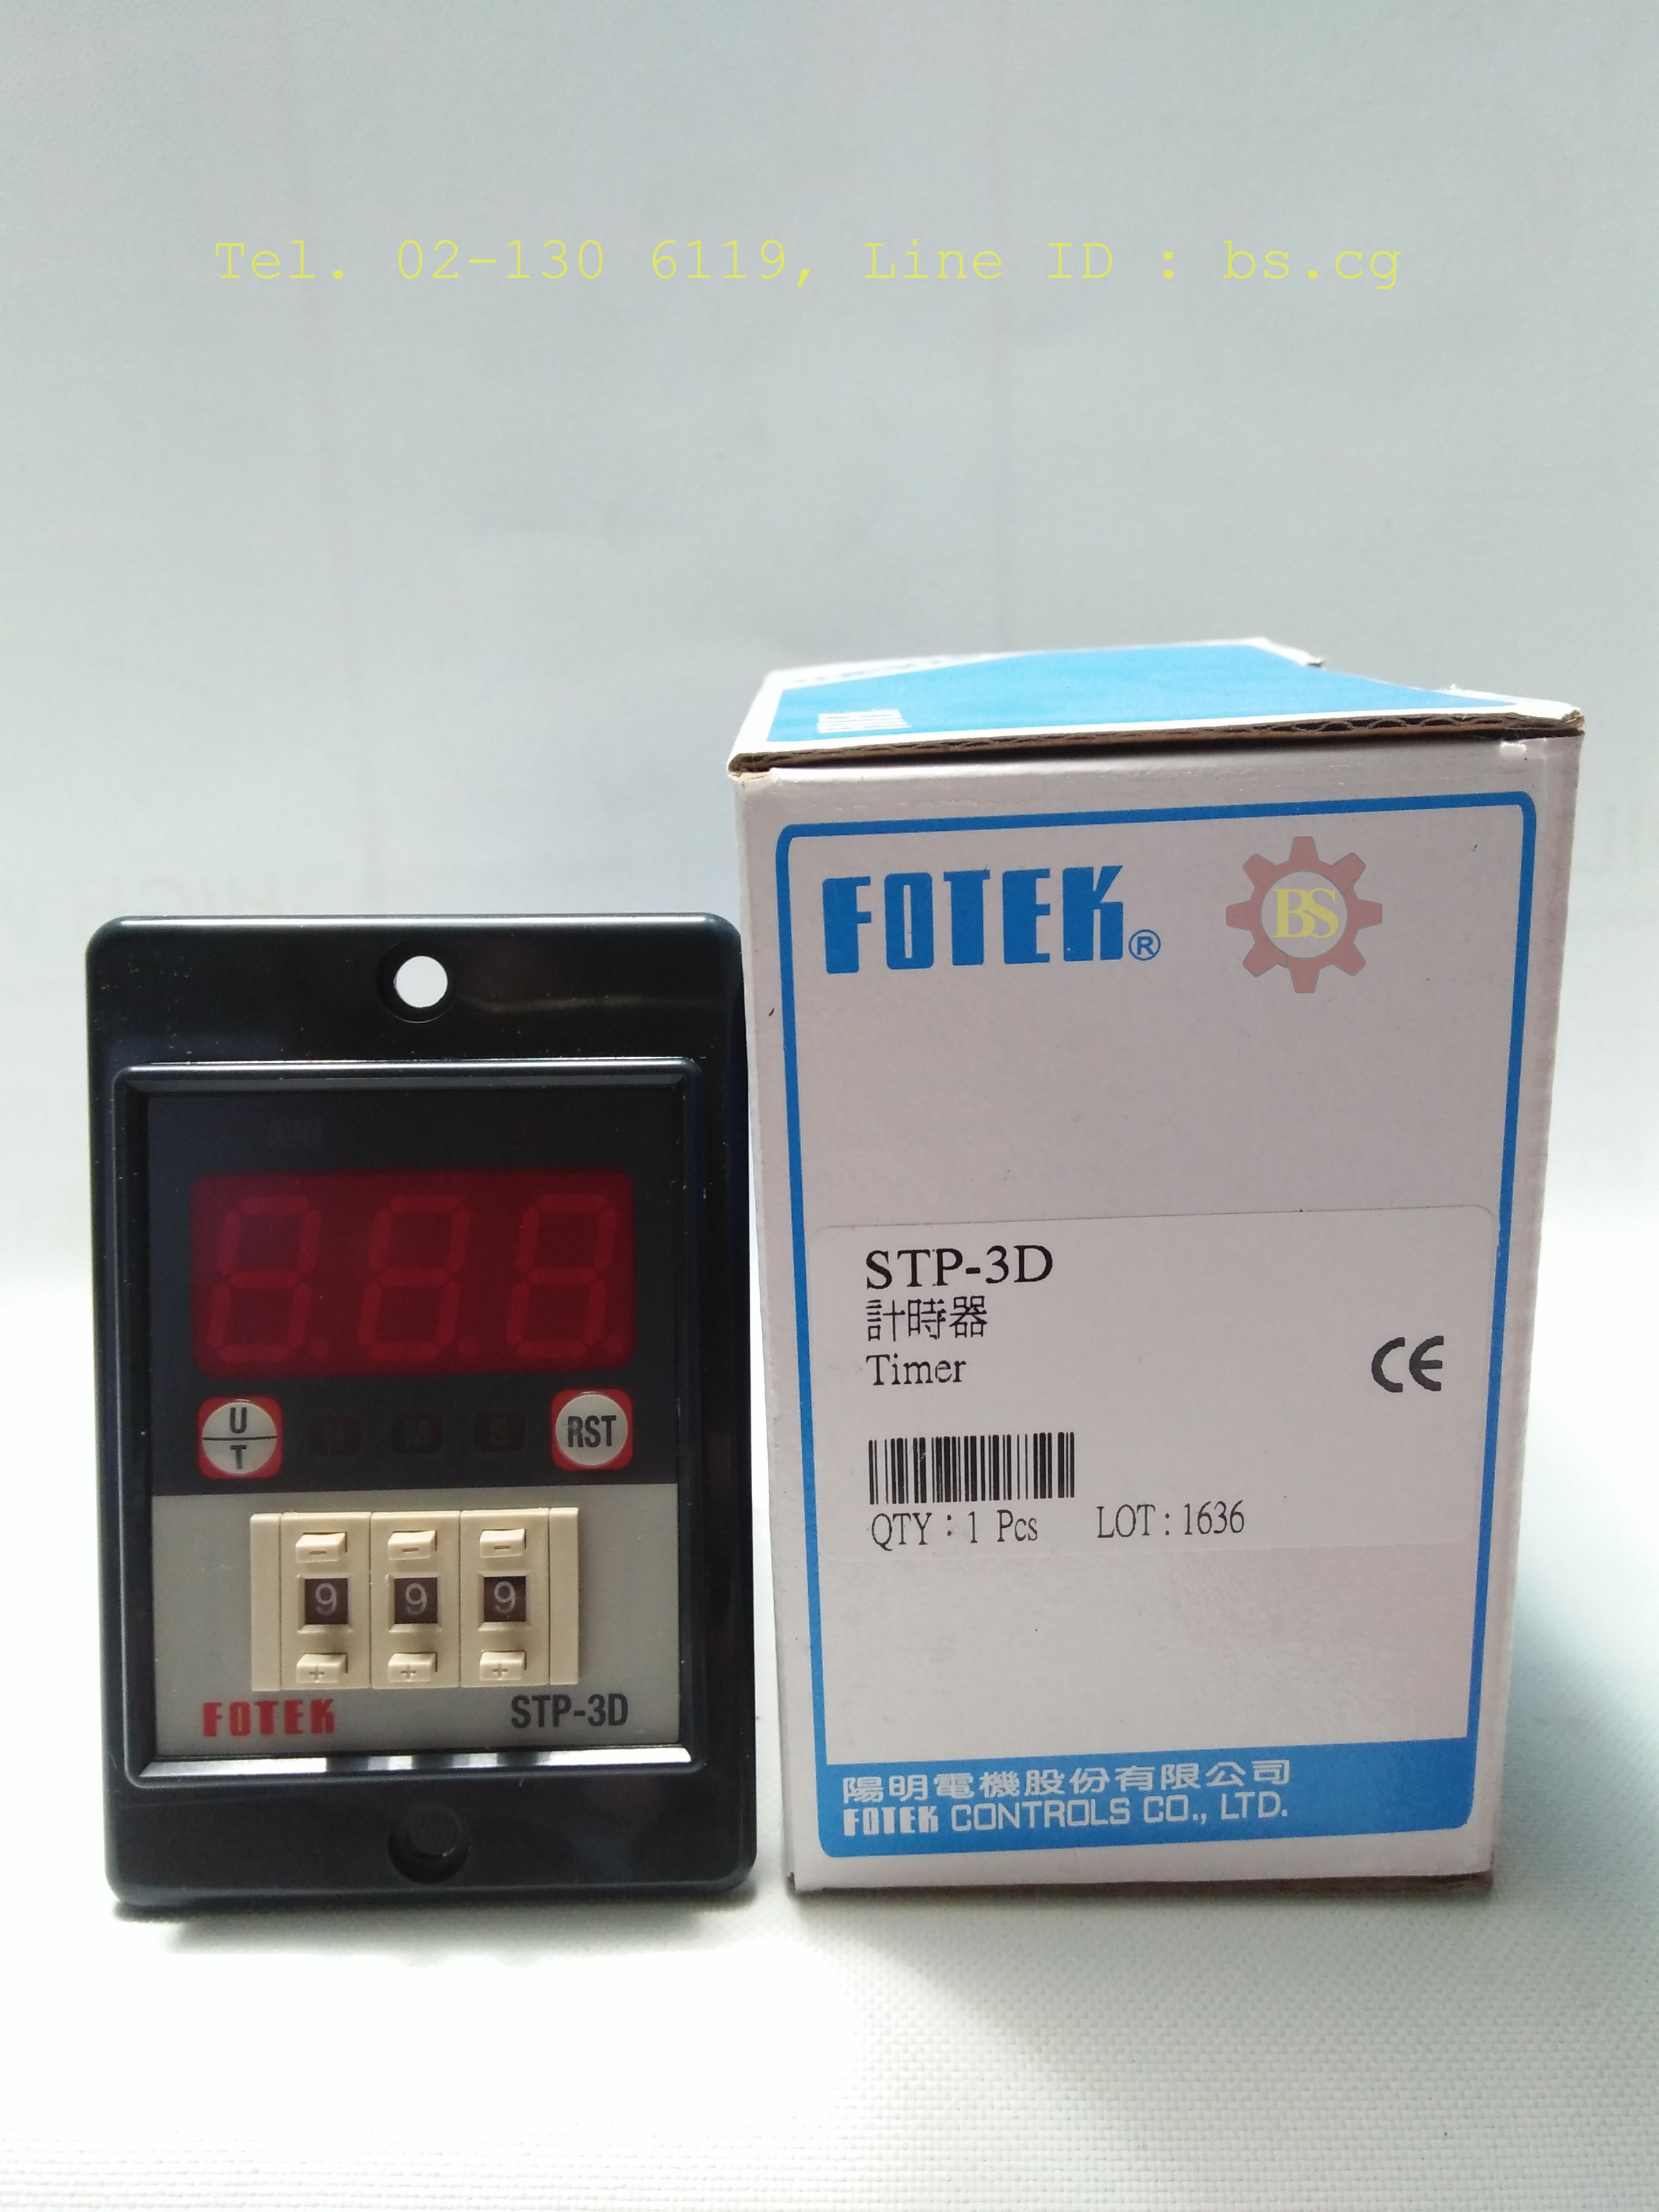 Tel. 02-130 6119, Line ID : bs.cg
FOTEK®
BS
STP-3D
計時器
Timer
CE
QTY : 1 Pcs LOT : 1636
陽明電機股份有限公司
FOTEK CONTROLS CO., LTD.
U
T
H M S
RST
- - -
9 9 9
+ + +
FOTEK STP-3D